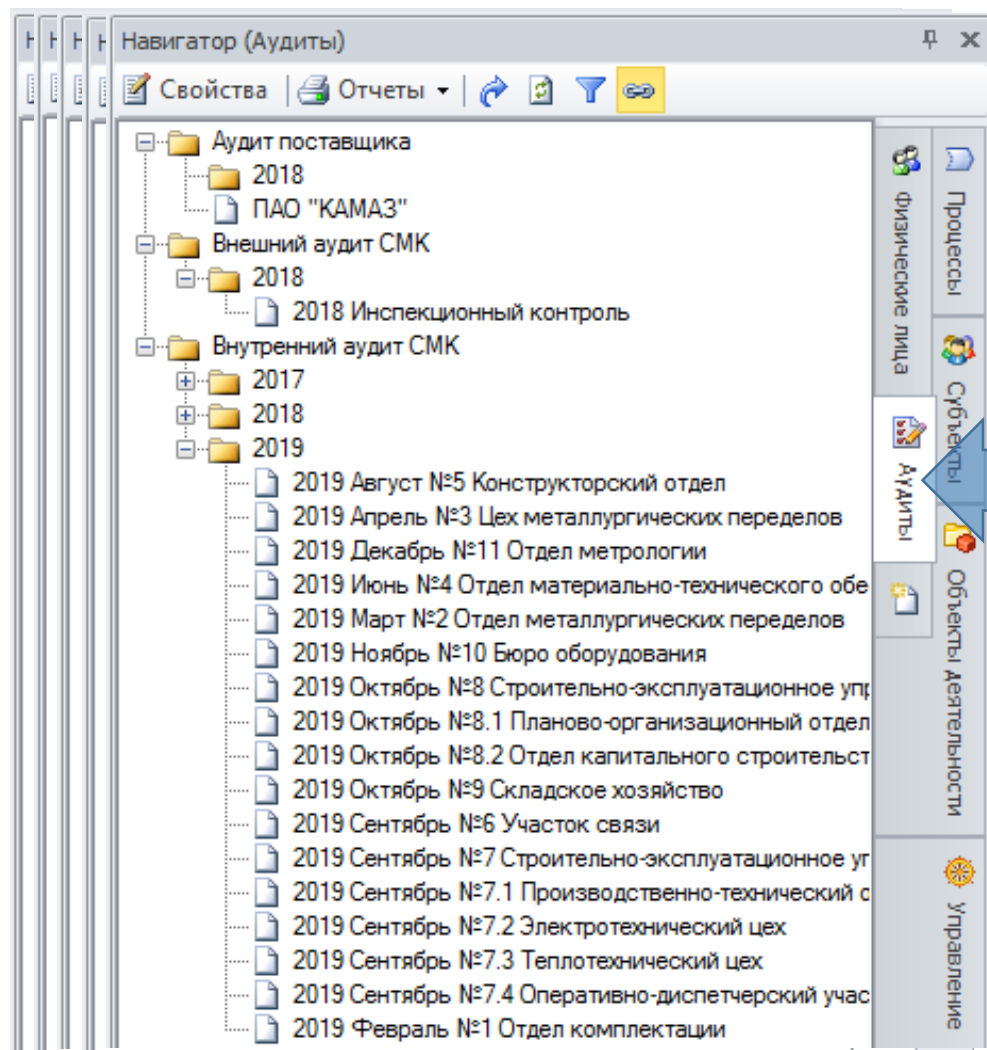 Навигатор (Аудиты)
Свойства Отчеты
Аудит поставщика
2018
ПАО "КАМАЗ"
Внешний аудит СМК
2018
2018 Инспекционный контроль
Внутренний аудит СМК
2017
2018
2019
2019 Август №5 Конструкторский отдел
2019 Апрель №3 Цех металлургических переделов
2019 Декабрь №11 Отдел метрологии
2019 Июнь №4 Отдел материально-технического обе
2019 Март №2 Отдел металлургических переделов
2019 Ноябрь №10 Бюро оборудования
2019 Октябрь №8 Строительно-эксплуатационное упр
2019 Октябрь №8.1 Планово-организационный отдел
2019 Октябрь №8.2 Отдел капитального строительст
2019 Октябрь №9 Складское хозяйство
2019 Сентябрь №6 Участок связи
2019 Сентябрь №7 Строительно-эксплуатационное уп
2019 Сентябрь №7.1 Производственно-технический о
2019 Сентябрь №7.2 Электротехнический цех
2019 Сентябрь №7.3 Теплотехнический цех
2019 Сентябрь №7.4 Оперативно-диспетчерский учас
2019 Февраль №1 Отдел комплектации
Физические лица
Аудиты
Процессы
Субъекты
Объекты деятельности
Управление